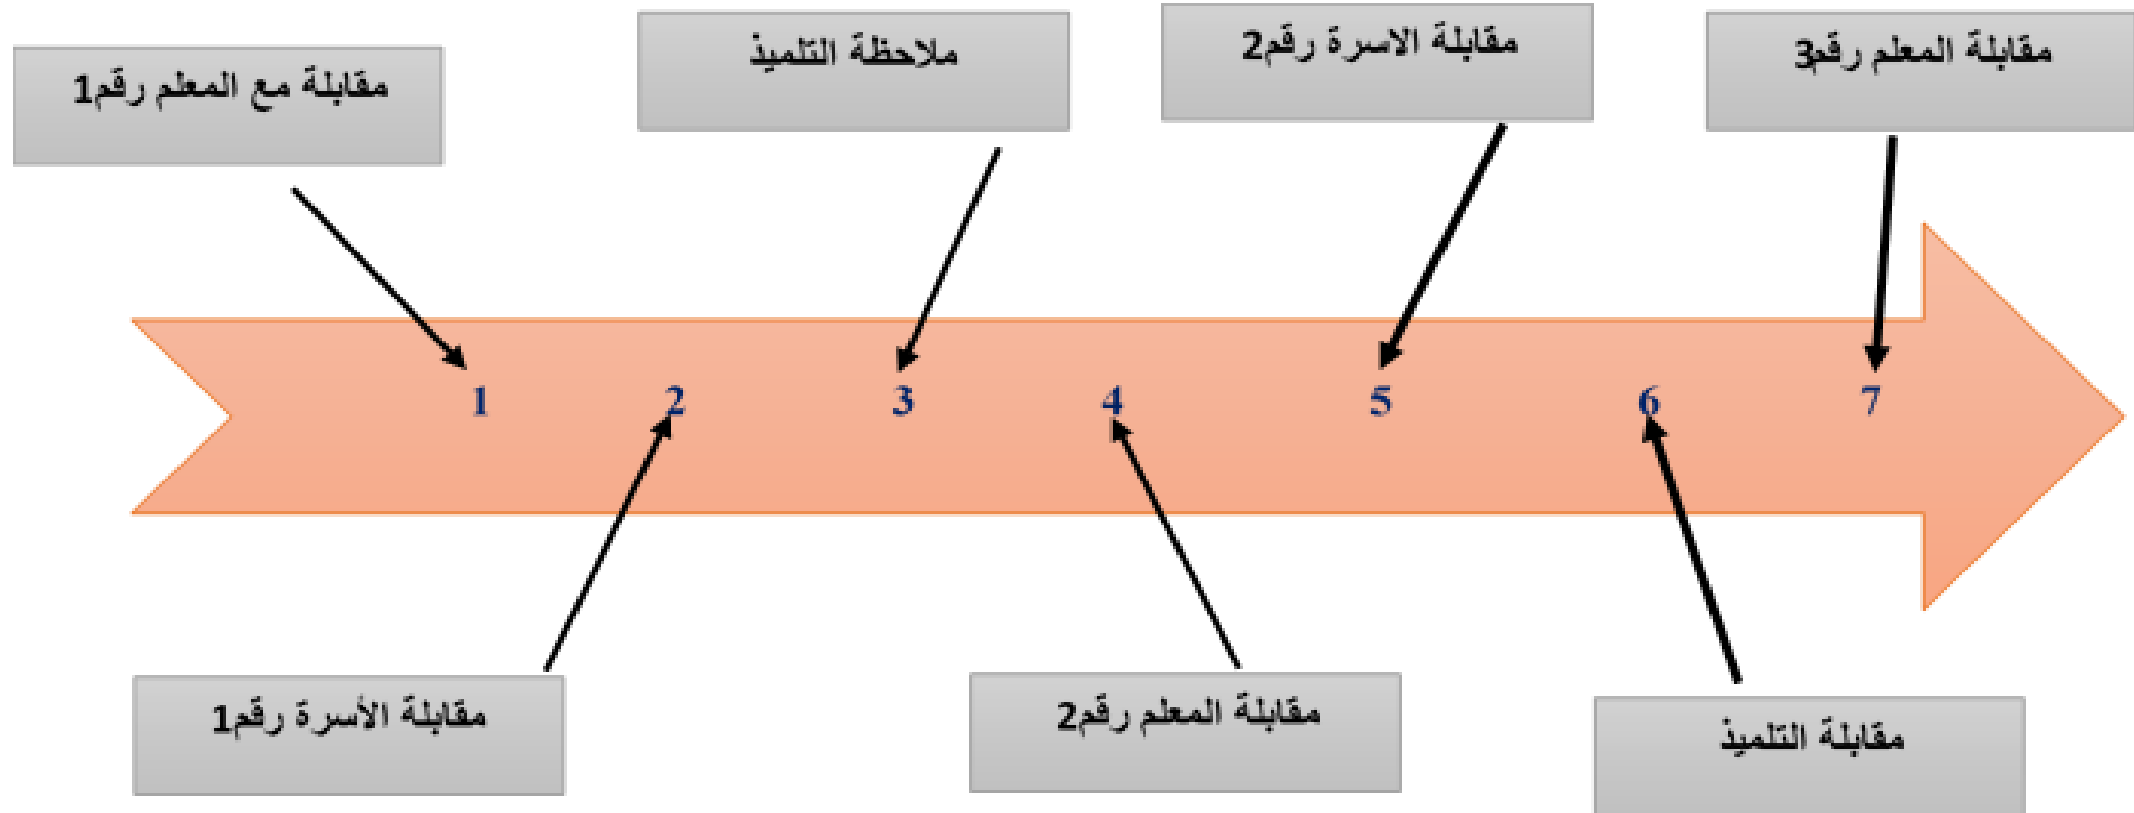 مقابلة مع المعلم رقم1
ملاحظة التلميذ
مقابلة الاسرة رقم2
مقابلة المعلم رقم3
1
2
3
4
5
6
7
مقابلة الأسرة رقم1
مقابلة المعلم رقم2
مقابلة التلميذ